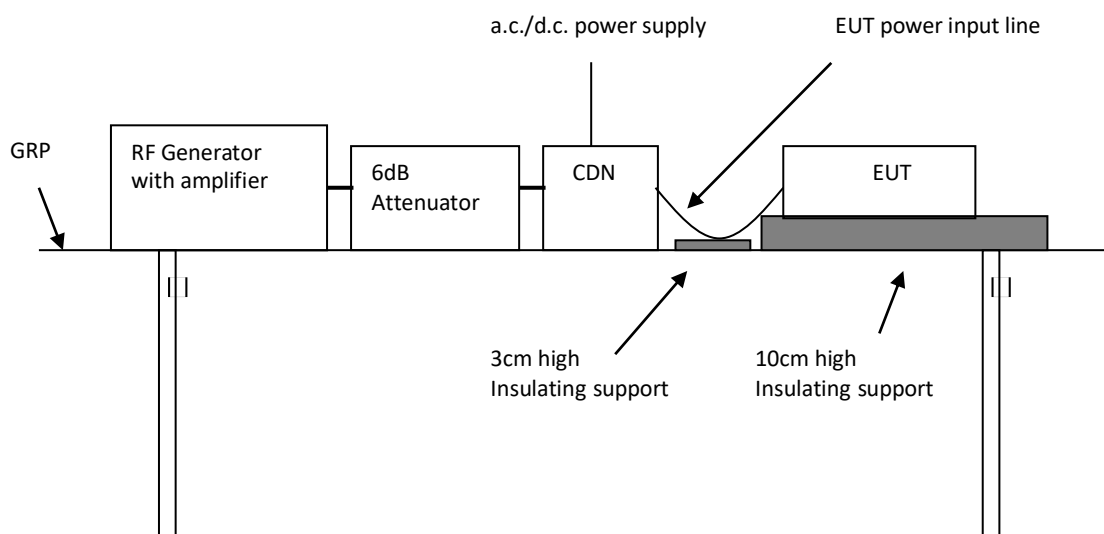 a.c./d.c. power supply
EUT power input line
GRP
RF Generator
with amplifier
6dB
Attenuator
CDN
EUT
3cm high
Insulating support
10cm high
Insulating support